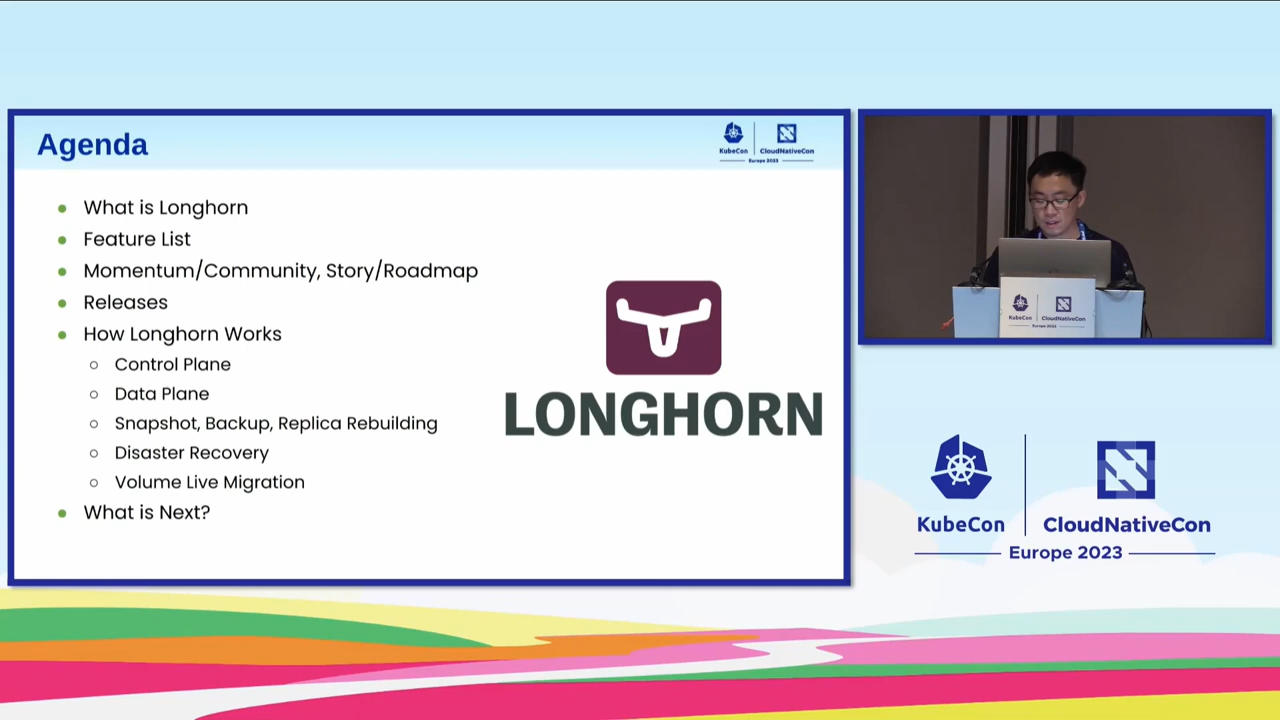 Agenda
KubeCon
CloudNativeCon
Europe 2023
What is Longhorn
Feature List
Momentum/Community, Story/Roadmap
Releases
How Longhorn Works
Control Plane
Data Plane
Snapshot, Backup, Replica Rebuilding
Disaster Recovery
Volume Live Migration
What is Next?
LONGHORN
KubeCon
CloudNativeCon
Europe 2023
KubeCon
CloudNativeCon
Europe 2023